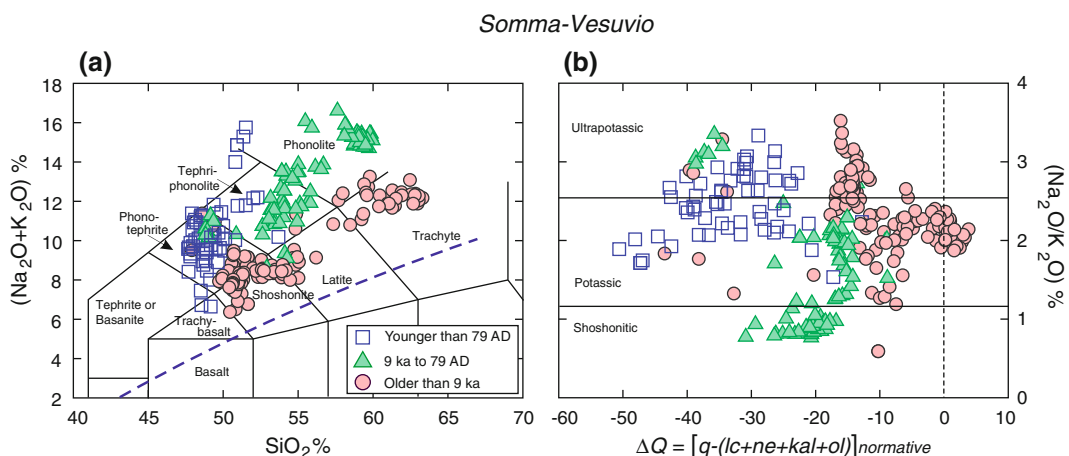 Somma-Vesuvio
(a)
(Na2O+K2O) %
18
16
14
12
10
8
6
4
2
Phonolite
Tephri-
phonolite
Phono-
tephrite
Trachyte
Latite
Shoshonite
Tephrite or
Basanite
Trachy-
basalt
Basalt
Younger than 79 AD
9 ka to 79 AD
Older than 9 ka
40
45
50
55
60
65
70
SiO2%
(b)
4
3
2
1
0
(Na2O/K2O) %
Ultrapotassic
Potassic
Shoshonitic
-60
-50
-40
-30
-20
-10
0
10
ΔQ = [q-(lc+ne+kal+ol)]normative